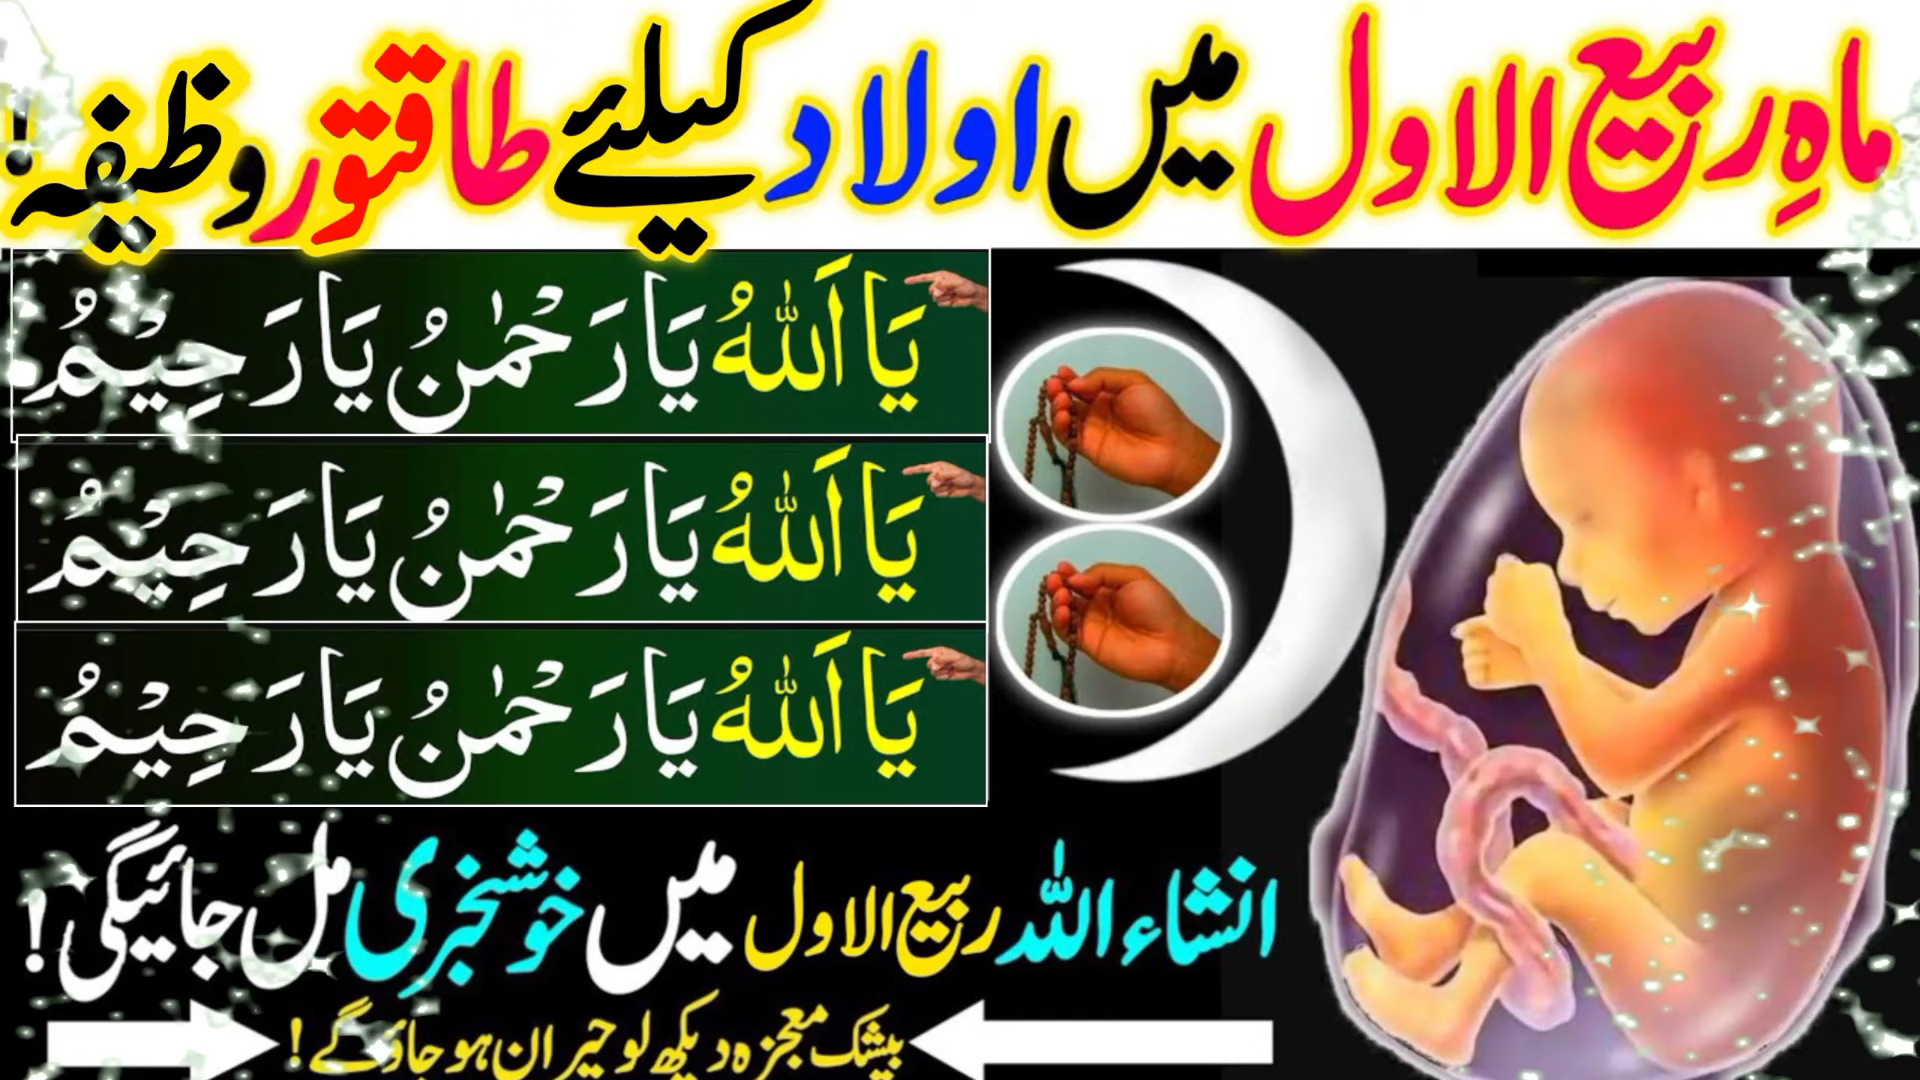 ماہِ ربیع الاول میں اولاد کیلئے طاقتور وظیفہ!
یَا اَللّٰہُ یَا رَحْمٰنُ یَا رَحِیْمُ
یَا اَللّٰہُ یَا رَحْمٰنُ یَا رَحِیْمُ
یَا اَللّٰہُ یَا رَحْمٰنُ یَا رَحِیْمُ
انشاء اللہ ربیع الاول میں خوشخبری مل جائیگی!
بیشک معجزہ دیکھ لو حیران ہو جاؤ گے!